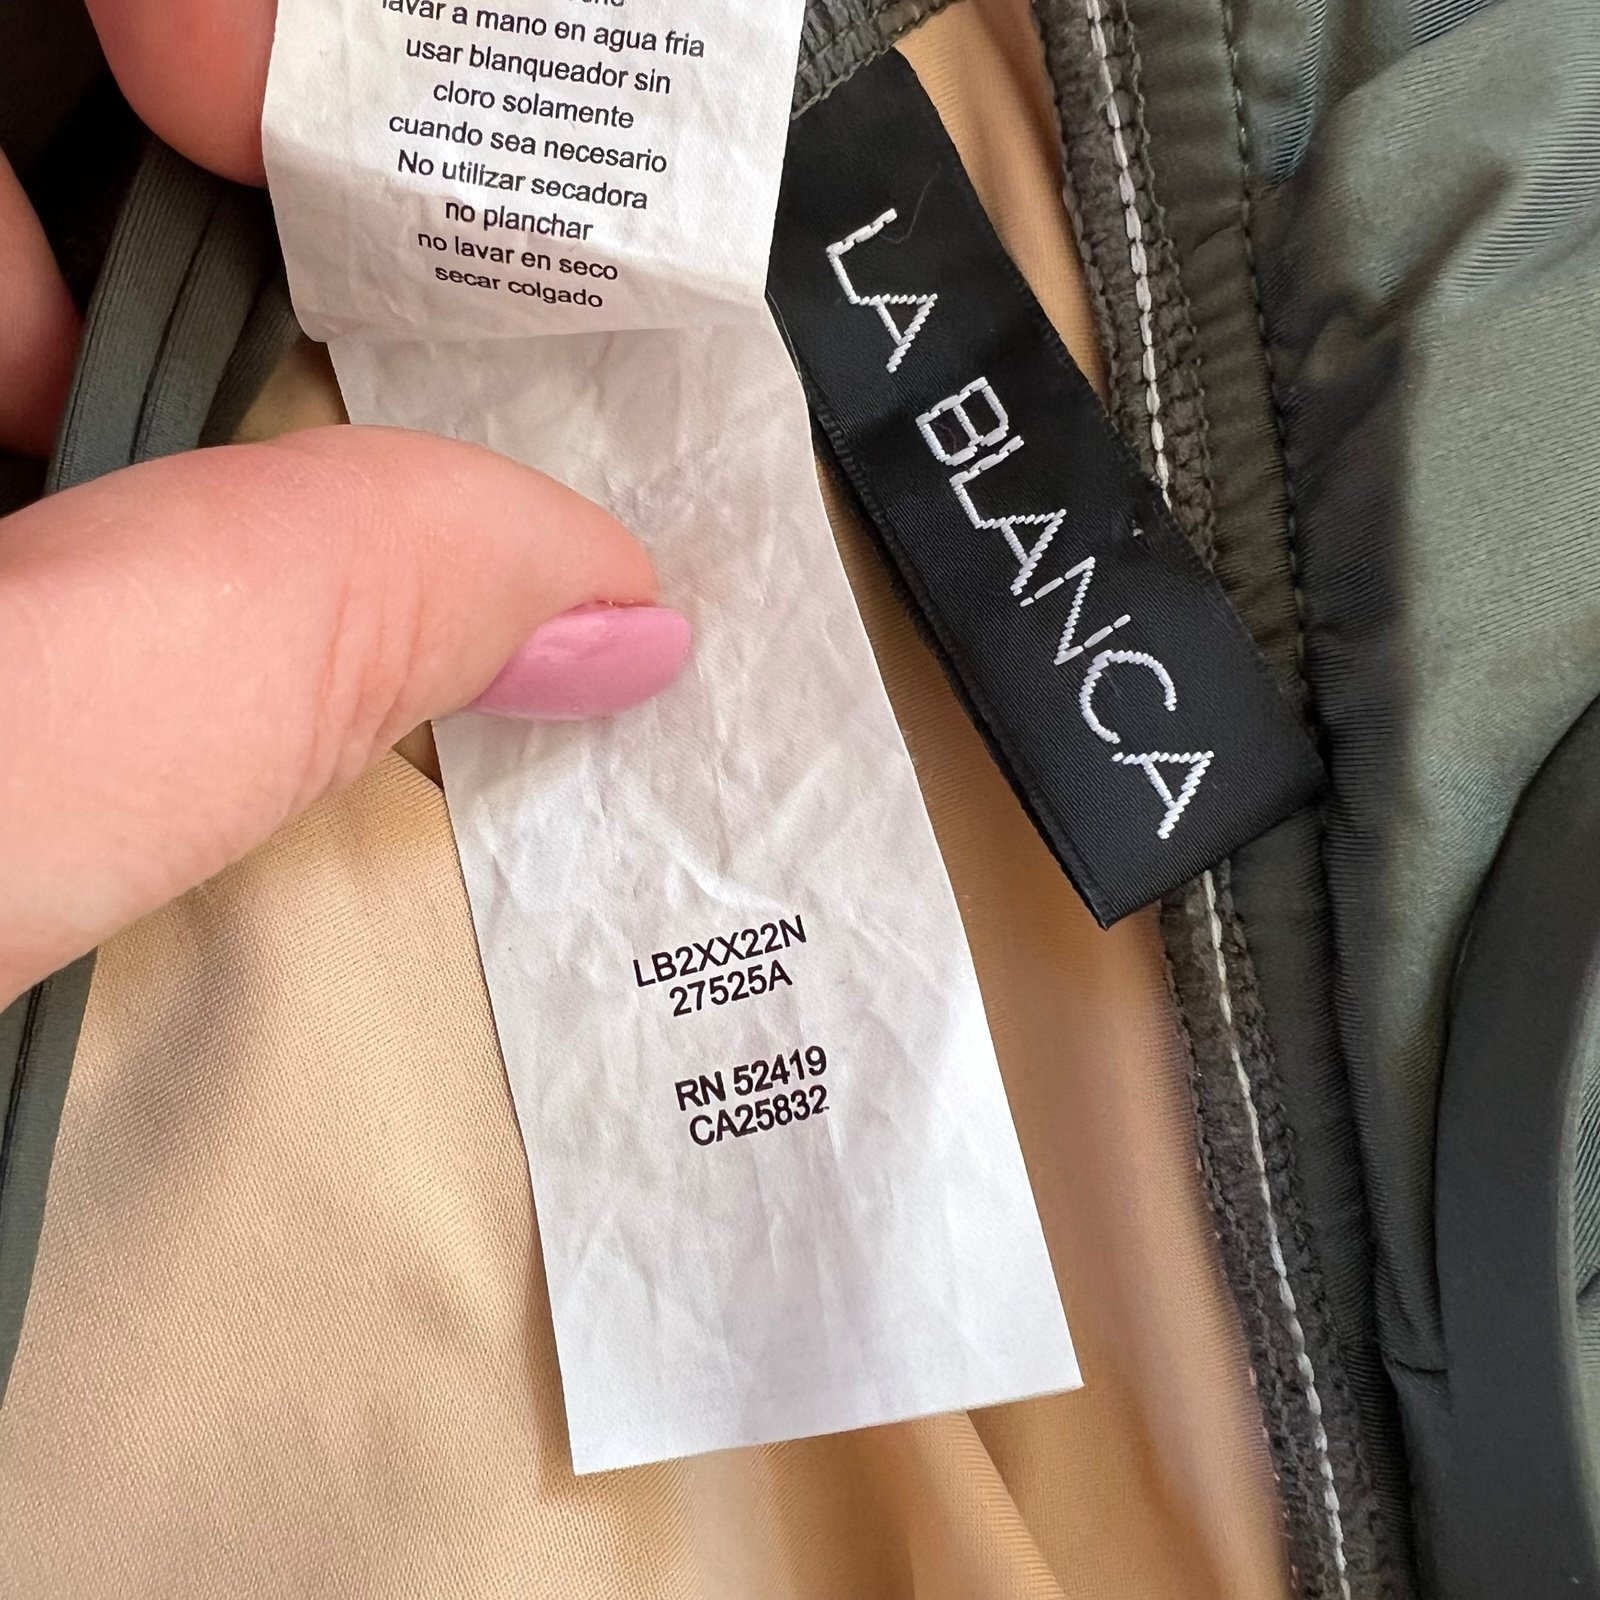 lavar a mano en agua fria
usar blanqueador sin
cloro solamente
cuando sea necesario
No utilizar secadora
no planchar
no lavar en seco
secar colgado
LA BLANCA
LB2XX22N
27525A
RN 52419
CA25832